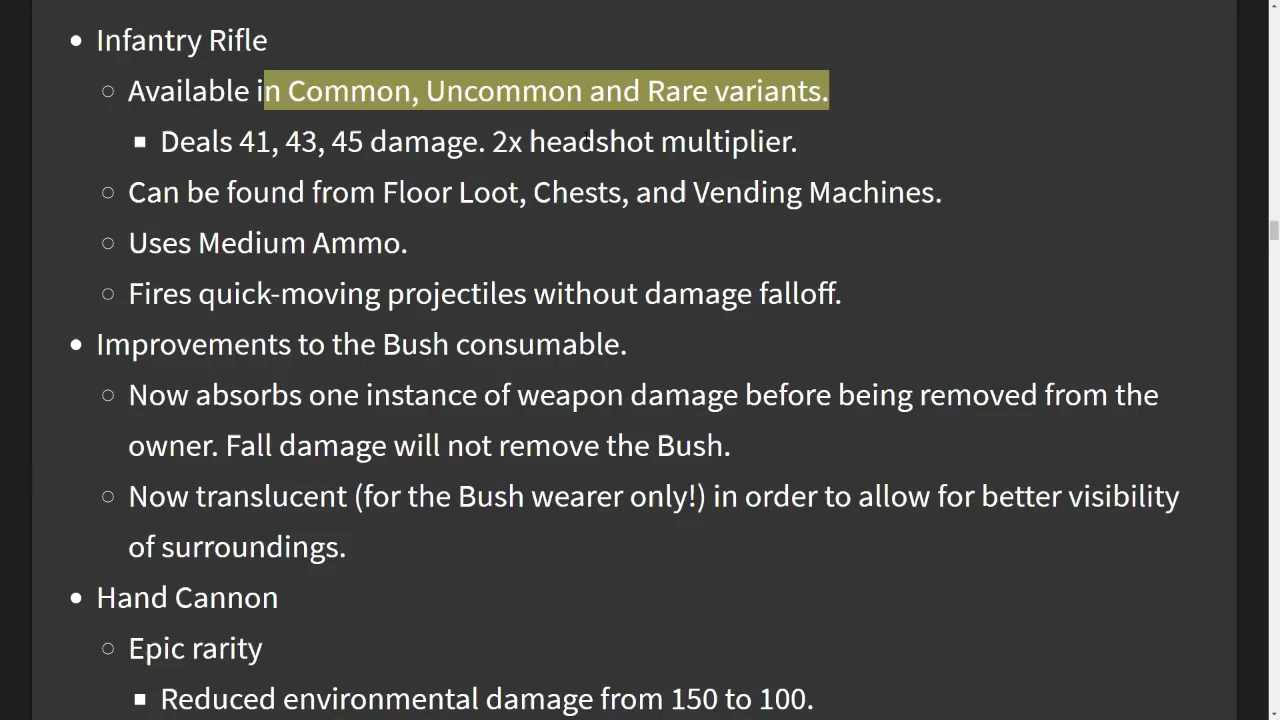 Infantry Rifle
Available in Common, Uncommon and Rare variants.
Deals 41, 43, 45 damage. 2x headshot multiplier.
Can be found from Floor Loot, Chests, and Vending Machines.
Uses Medium Ammo.
Fires quick-moving projectiles without damage falloff.
Improvements to the Bush consumable.
Now absorbs one instance of weapon damage before being removed from the
owner. Fall damage will not remove the Bush.
Now translucent (for the Bush wearer only!) in order to allow for better visibility
of surroundings.
Hand Cannon
Epic rarity
Reduced environmental damage from 150 to 100.